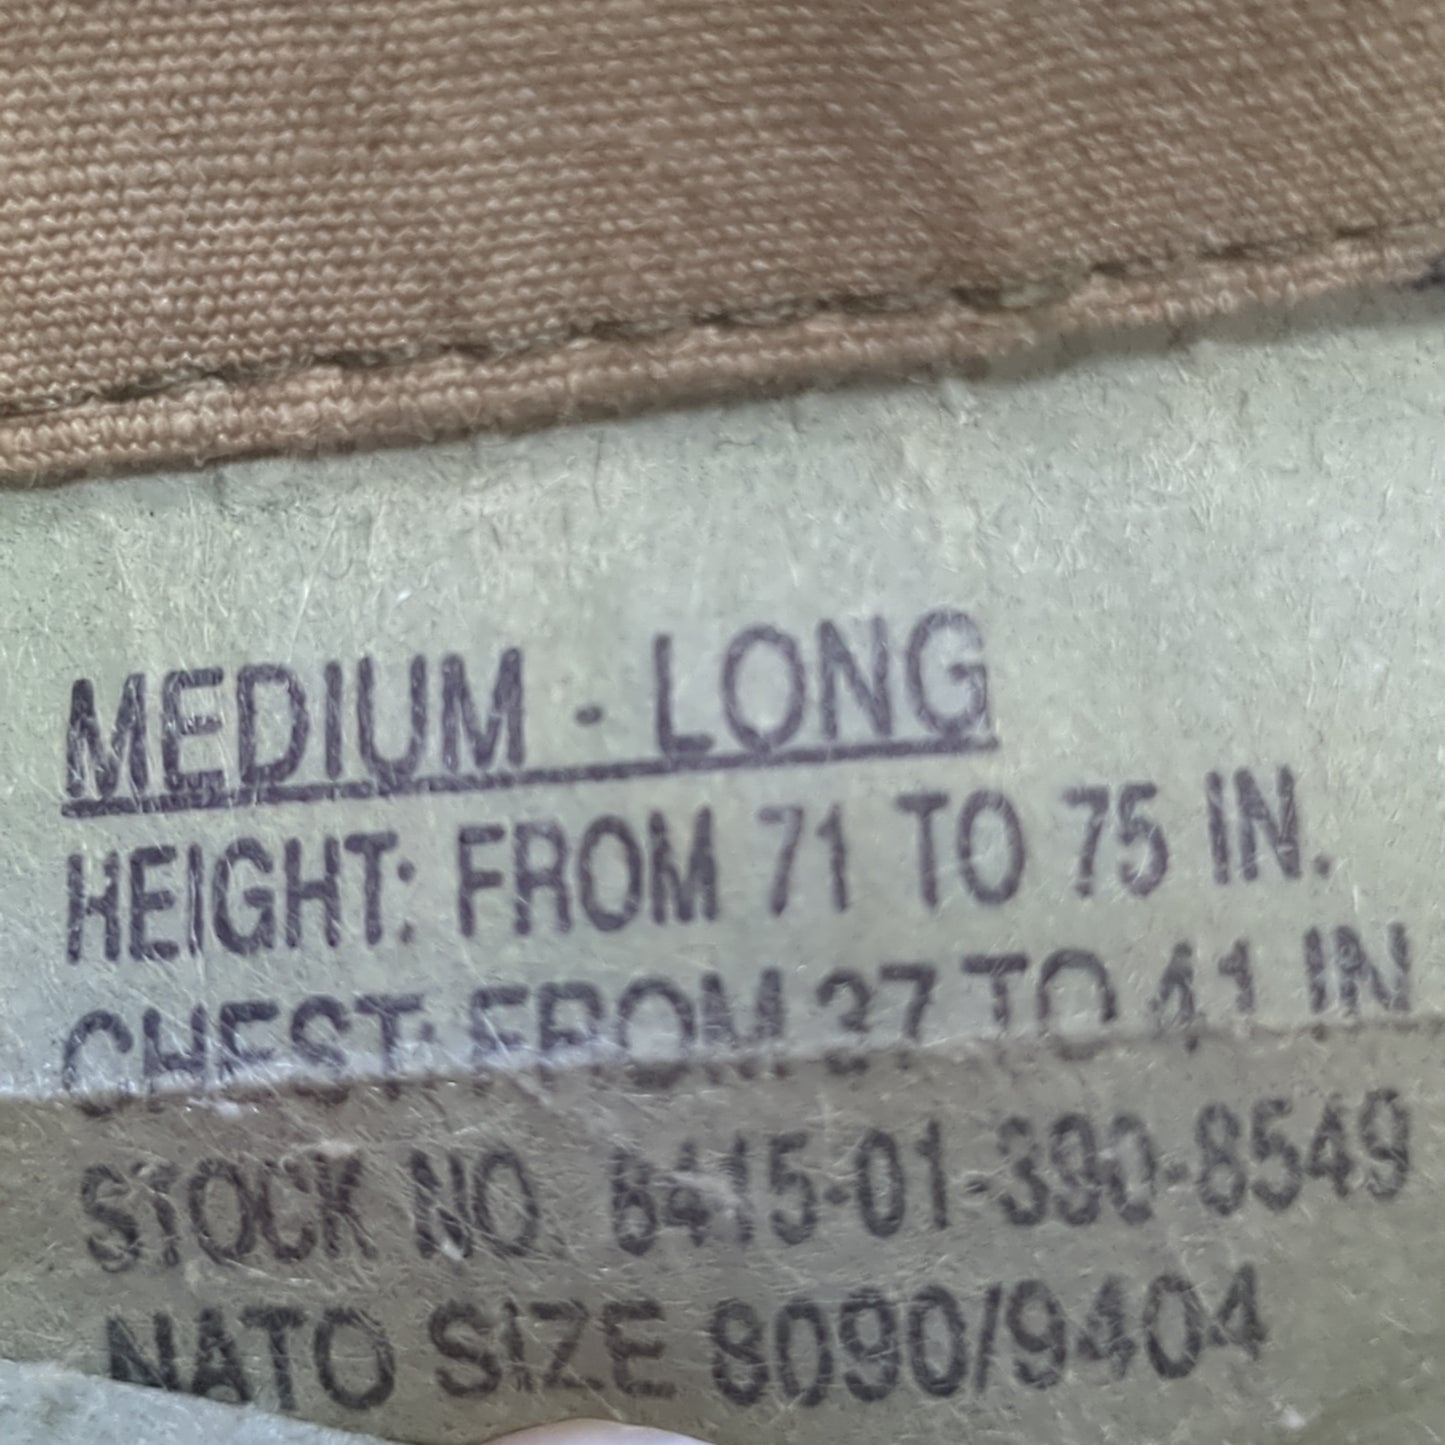 MEDIUM - LONG
HEIGHT: FROM 71 TO 75 IN.
CHEST: FROM 37 TO 41 IN
STOCK NO. 8415-01-390-8549
NATO SIZE 8090/9404